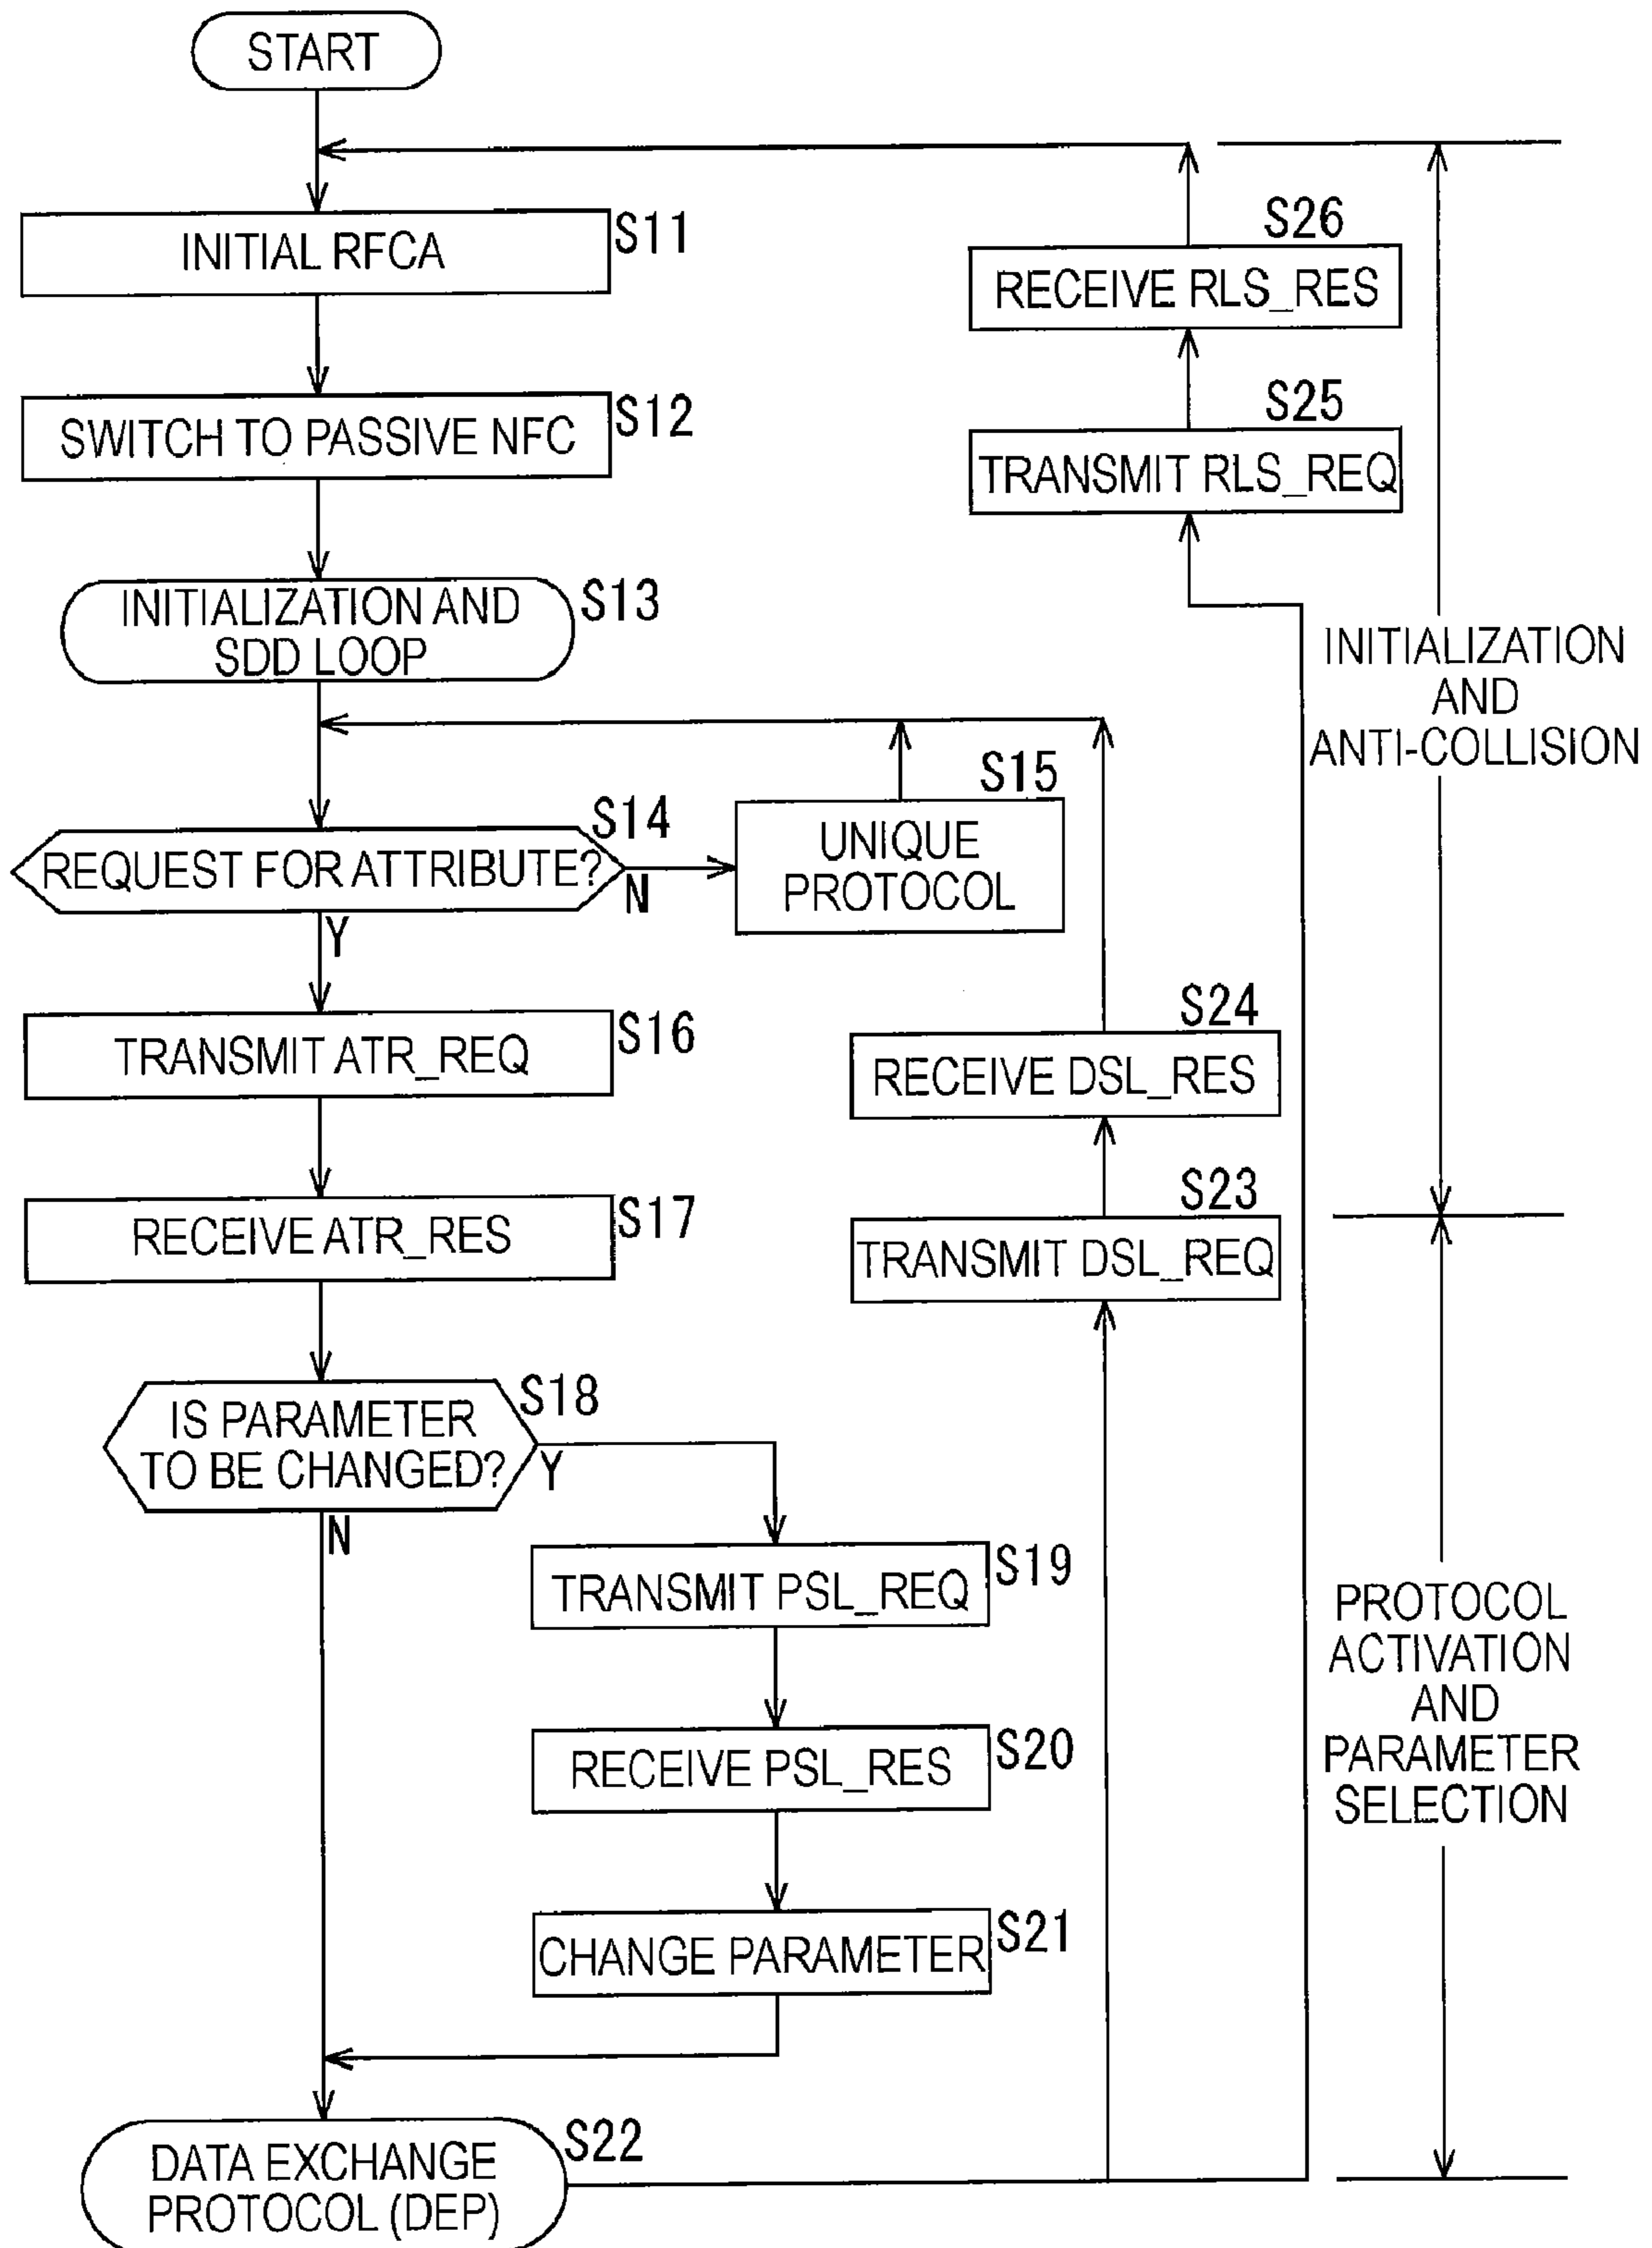 START
INITIAL RFCA
S11
SWITCH TO PASSIVE NFC
S12
INITIALIZATION AND
SDD LOOP
S13
REQUEST FOR ATTRIBUTE?
S14
N
Y
UNIQUE
PROTOCOL
S15
TRANSMIT ATR_REQ
S16
RECEIVE ATR_RES
S17
IS PARAMETER
TO BE CHANGED?
S18
Y
N
TRANSMIT PSL_REQ
S19
RECEIVE PSL_RES
S20
CHANGE PARAMETER
S21
DATA EXCHANGE
PROTOCOL (DEP)
S22
S24
RECEIVE DSL_RES
S23
TRANSMIT DSL_REQ
S26
RECEIVE RLS_RES
S25
TRANSMIT RLS_REQ
INITIALIZATION
AND
ANTI-COLLISION
PROTOCOL
ACTIVATION
AND
PARAMETER
SELECTION